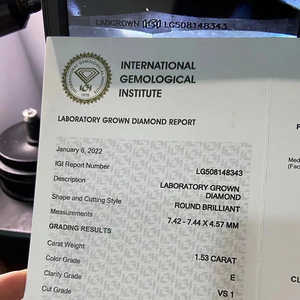 LABGROWN IGI LG508148343
INTERNATIONAL
GEMOLOGICAL
INSTITUTE
IGI
LABORATORY GROWN DIAMOND REPORT
January 6, 2022
IGI Report Number LG508148343
Description LABORATORY GROWN
DIAMOND
Shape and Cutting Style ROUND BRILLIANT
Measurements 7.42 - 7.44 X 4.57 MM
GRADING RESULTS
Carat Weight 1.53 CARAT
Color Grade E
Clarity Grade VS 1
Cut Grade